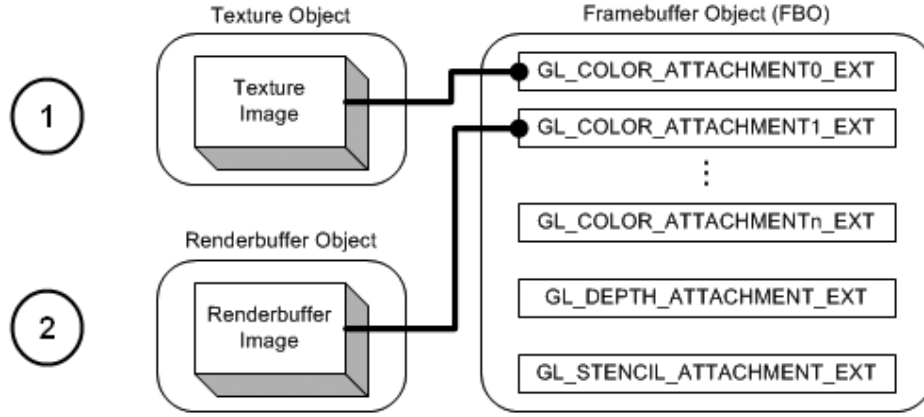 Texture Object
Framebuffer Object (FBO)
1
Texture
Image
GL_COLOR_ATTACHMENT0_EXT
GL_COLOR_ATTACHMENT1_EXT
⋮
GL_COLOR_ATTACHMENTn_EXT
Renderbuffer Object
2
Renderbuffer
Image
GL_DEPTH_ATTACHMENT_EXT
GL_STENCIL_ATTACHMENT_EXT